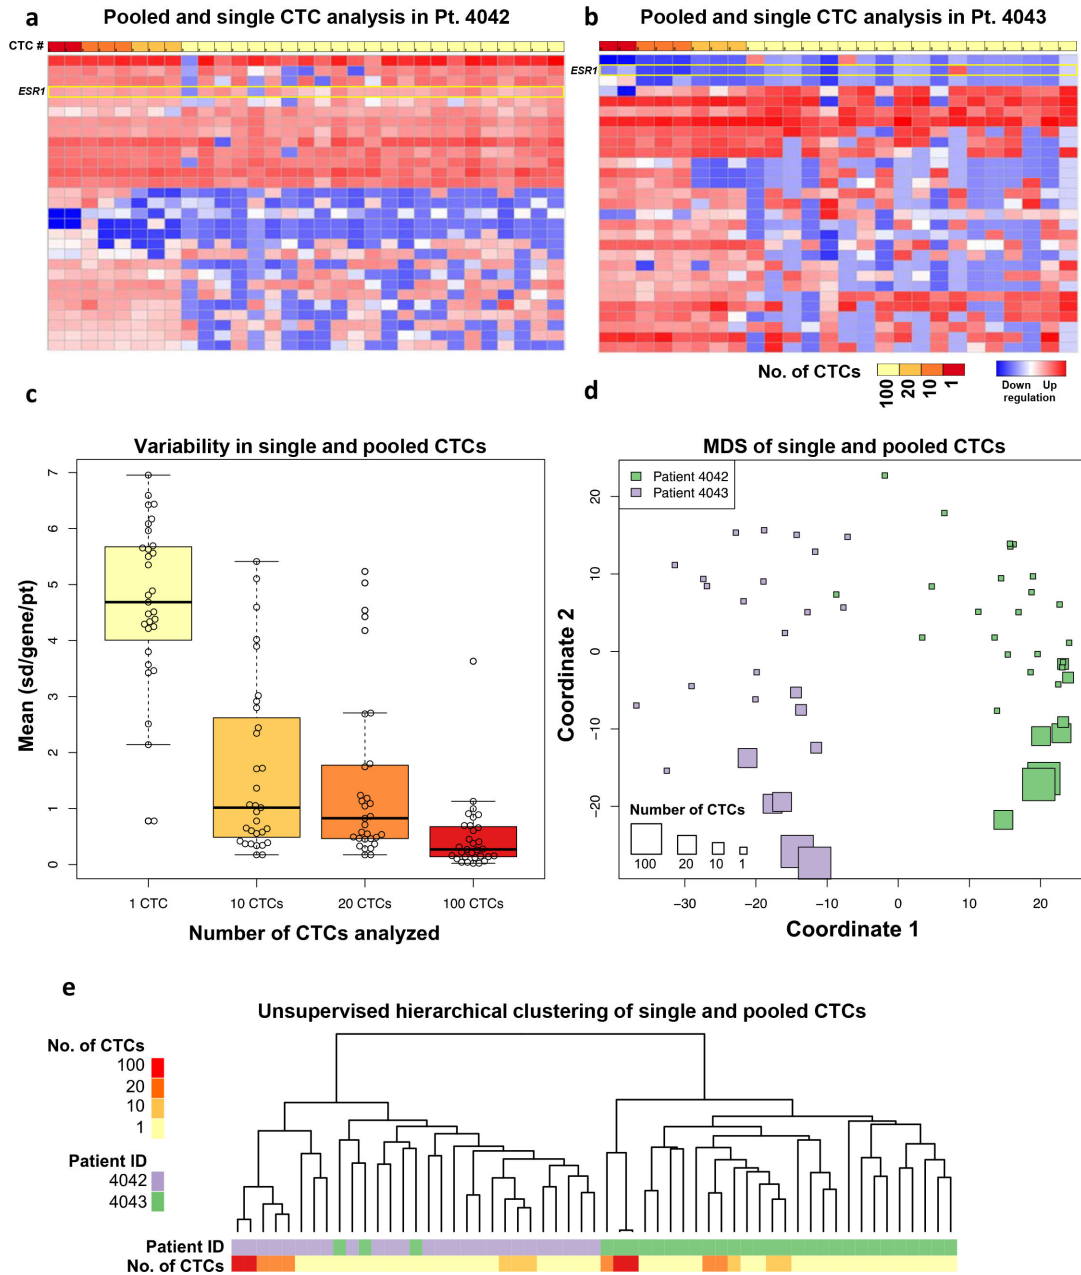 a
Pooled and single CTC analysis in Pt. 4042
CTC #
ESR1
b
Pooled and single CTC analysis in Pt. 4043
ESR1
No. of CTCs
100
20
10
1
Down Up
regulation
c
Variability in single and pooled CTCs
Mean (sd/gene/pt)
7
6
5
4
3
2
1
0
1 CTC
10 CTCs
20 CTCs
100 CTCs
Number of CTCs analyzed
d
MDS of single and pooled CTCs
Patient 4042
Patient 4043
Coordinate 2
20
10
0
−10
−20
Number of CTCs
100
20
10
1
−30
−20
−10
0
10
20
Coordinate 1
e
Unsupervised hierarchical clustering of single and pooled CTCs
No. of CTCs
100
20
10
1
Patient ID
4042
4043
Patient ID
No. of CTCs